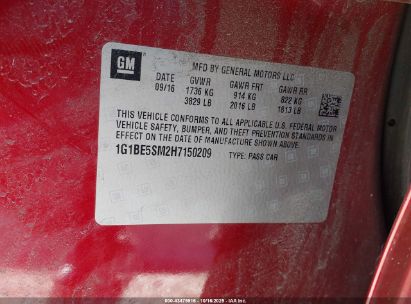 GM
MFD BY GENERAL MOTORS LLC
DATE GVWR GAWR FRT GAWR RR
09/16 1736 KG 914 KG 822 KG
3829 LB 2016 LB 1813 LB
THIS VEHICLE CONFORMS TO ALL APPLICABLE U.S. FEDERAL MOTOR
VEHICLE SAFETY, BUMPER, AND THEFT PREVENTION STANDARDS IN
EFFECT ON THE DATE OF MANUFACTURE SHOWN ABOVE.
1G1BE5SM2H7150209 TYPE: PASS CAR